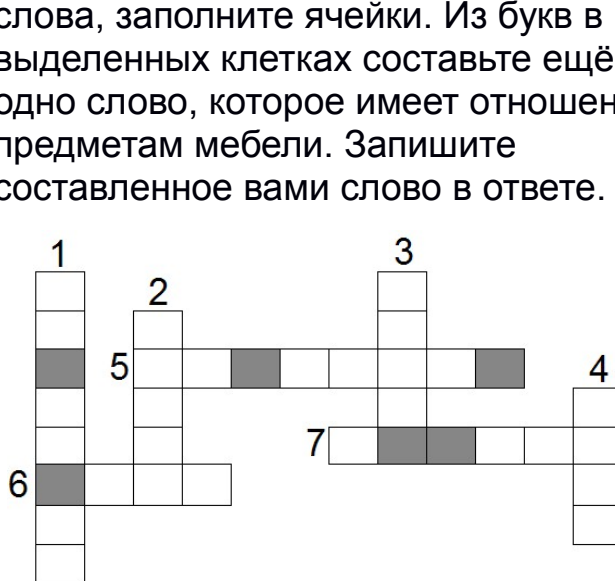 слова, заполните ячейки. Из букв в
выделенных клетках составьте ещё
одно слово, которое имеет отношен
предметам мебели. Запишите
составленное вами слово в ответе.
1
3
2
5
4
7
6